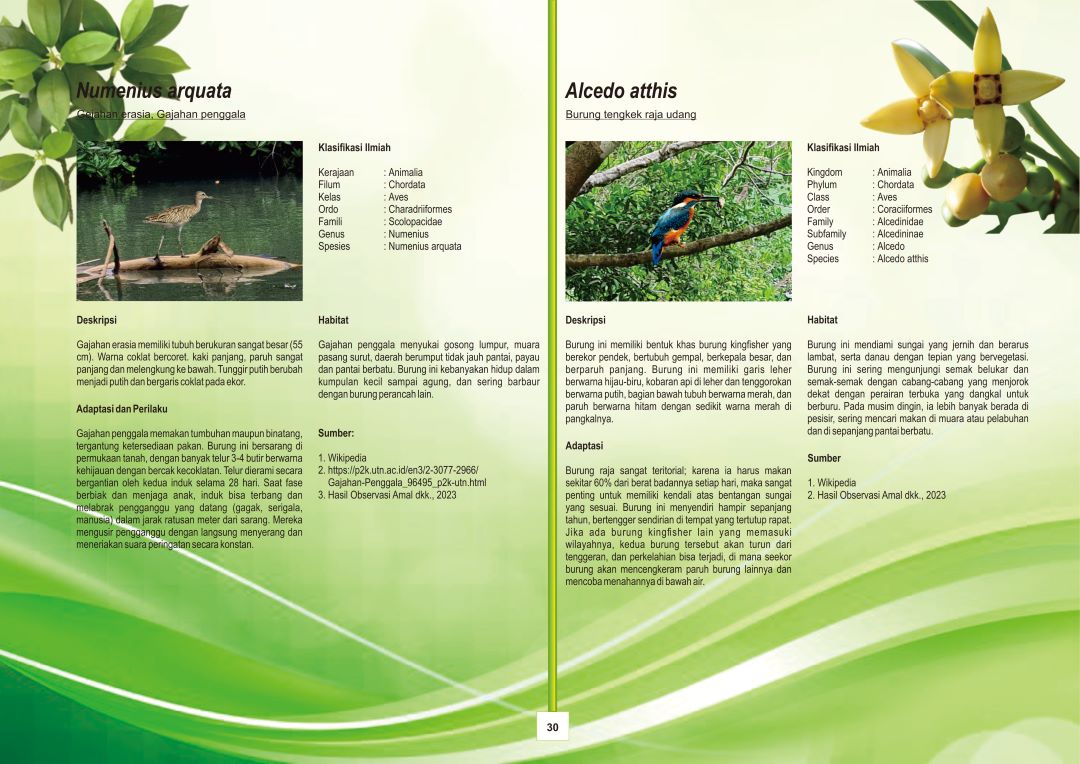 Numenius arquata
Gajahan erasia, Gajahan penggala
Klasifikasi Ilmiah
Kerajaan : Animalia
Filum : Chordata
Kelas : Aves
Ordo : Charadriiformes
Famili : Scolopacidae
Genus : Numenius
Spesies : Numenius arquata
Deskripsi
Gajahan erasia memiliki tubuh berukuran sangat besar (55
cm). Warna coklat bercoret. kaki panjang, paruh sangat
panjang dan melengkung ke bawah. Tunggir putih berubah
menjadi putih dan bergaris coklat pada ekor.
Adaptasi dan Perilaku
Gajahan penggala memakan tumbuhan maupun binatang,
tergantung ketersediaan pakan. Burung ini bersarang di
permukaan tanah, dengan banyak telur 3-4 butir berwarna
kehijauan dengan bercak kecoklatan. Telur dierami secara
bergantian oleh kedua induk selama 28 hari. Saat fase
berbiak dan menjaga anak, induk bisa terbang dan
melabrak pengganggu yang datang (gagak, serigala,
manusia) dalam jarak ratusan meter dari sarang. Mereka
mengusir pengganggu dengan langsung menyerang dan
meneriakan suara peringatan secara konstan.
Habitat
Gajahan penggala menyukai gosong lumpur, muara
pasang surut, daerah berumput tidak jauh pantai, payau
dan pantai berbatu. Burung ini kebanyakan hidup dalam
kumpulan kecil sampai agung, dan sering barbaur
dengan burung perancah lain.
Sumber:
1. Wikipedia
2. https://p2k.utn.ac.id/en3/2-3077-2966/
Gajahan-Penggala_96495_p2k-utn.html
3. Hasil Observasi Amal dkk., 2023
Alcedo atthis
Burung tengkek raja udang
Klasifikasi Ilmiah
Kingdom : Animalia
Phylum : Chordata
Class : Aves
Order : Coraciiformes
Family : Alcedinidae
Subfamily : Alcedininae
Genus : Alcedo
Species : Alcedo atthis
Deskripsi
Burung ini memiliki bentuk khas burung kingfisher yang
berekor pendek, bertubuh gempal, berkepala besar, dan
berparuh panjang. Burung ini memiliki garis leher
berwarna hijau-biru, kobaran api di leher dan tenggorokan
berwarna putih, bagian bawah tubuh berwarna merah, dan
paruh berwarna hitam dengan sedikit warna merah di
pangkalnya.
Adaptasi
Burung raja sangat teritorial; karena ia harus makan
sekitar 60% dari berat badannya setiap hari, maka sangat
penting untuk memiliki kendali atas bentangan sungai
yang sesuai. Burung ini menyendiri hampir sepanjang
tahun, bertengger sendirian di tempat yang tertutup rapat.
Jika ada burung kingfisher lain yang memasuki
wilayahnya, kedua burung tersebut akan turun dari
tenggeran, dan perkelahian bisa terjadi, di mana seekor
burung akan mencengkeram paruh burung lainnya dan
mencoba menahannya di bawah air.
Habitat
Burung ini mendiami sungai yang jernih dan berarus
lambat, serta danau dengan tepian yang bervegetasi.
Burung ini sering mengunjungi semak belukar dan
semak-semak dengan cabang-cabang yang menjorok
dekat dengan perairan terbuka yang dangkal untuk
berburu. Pada musim dingin, ia lebih banyak berada di
pesisir, sering mencari makan di muara atau pelabuhan
dan di sepanjang pantai berbatu.
Sumber
1. Wikipedia
2. Hasil Observasi Amal dkk., 2023
30